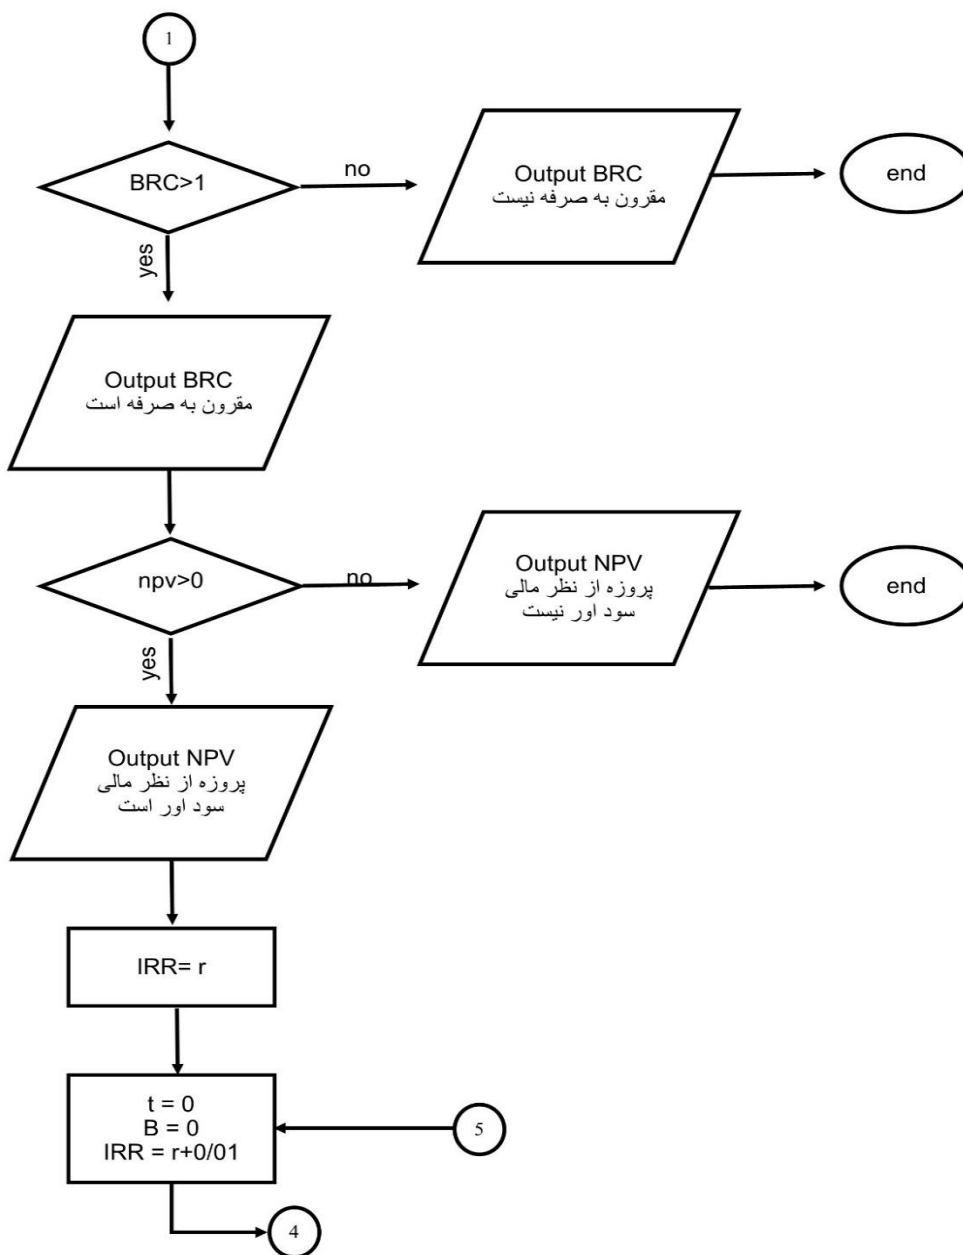 1
BRC>1
no
Output BRC
مقرون به صرفه نیست
end
yes
Output BRC
مقرون به صرفه است
npv>0
no
Output NPV
پروزه از نظر مالی
سود اور نیست
end
yes
Output NPV
پروزه از نظر مالی
سود اور است
IRR= r
t = 0
B = 0
IRR = r+0/01
5
4